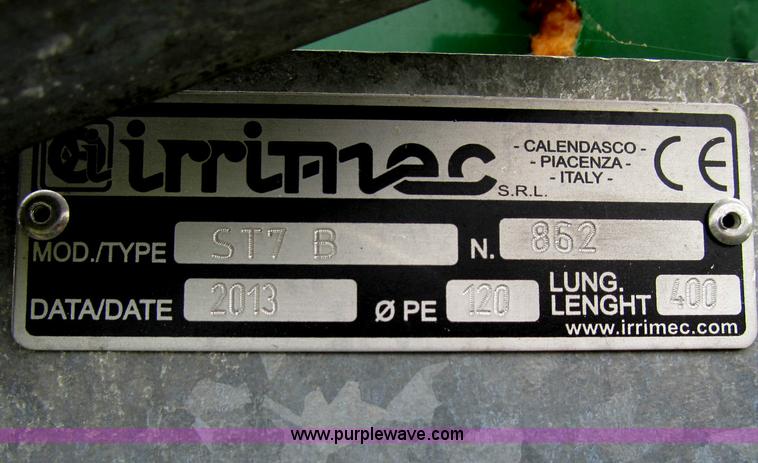 irrimec S.R.L.
- CALENDASCO -
- PIACENZA -
- ITALY -
CE
MOD./TYPE ST7 B N. 862
DATA/DATE 2013 Ø PE 120 LUNG. LENGHT 400
www.irrimec.com
www.purplewave.com